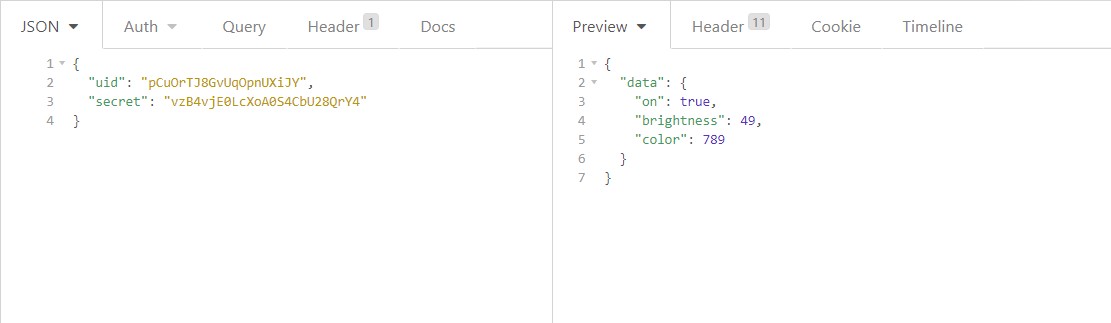 JSON Auth Query Header 1 Docs
1 {
2 "uid": "pCuOrTJ8GvUqOpnUXiJY",
3 "secret": "vzB4vjE0LcXoA0S4CbU28QrY4"
4 }
Preview Header 11 Cookie Timeline
1 {
2 "data": {
3 "on": true,
4 "brightness": 49,
5 "color": 789
6 }
7 }